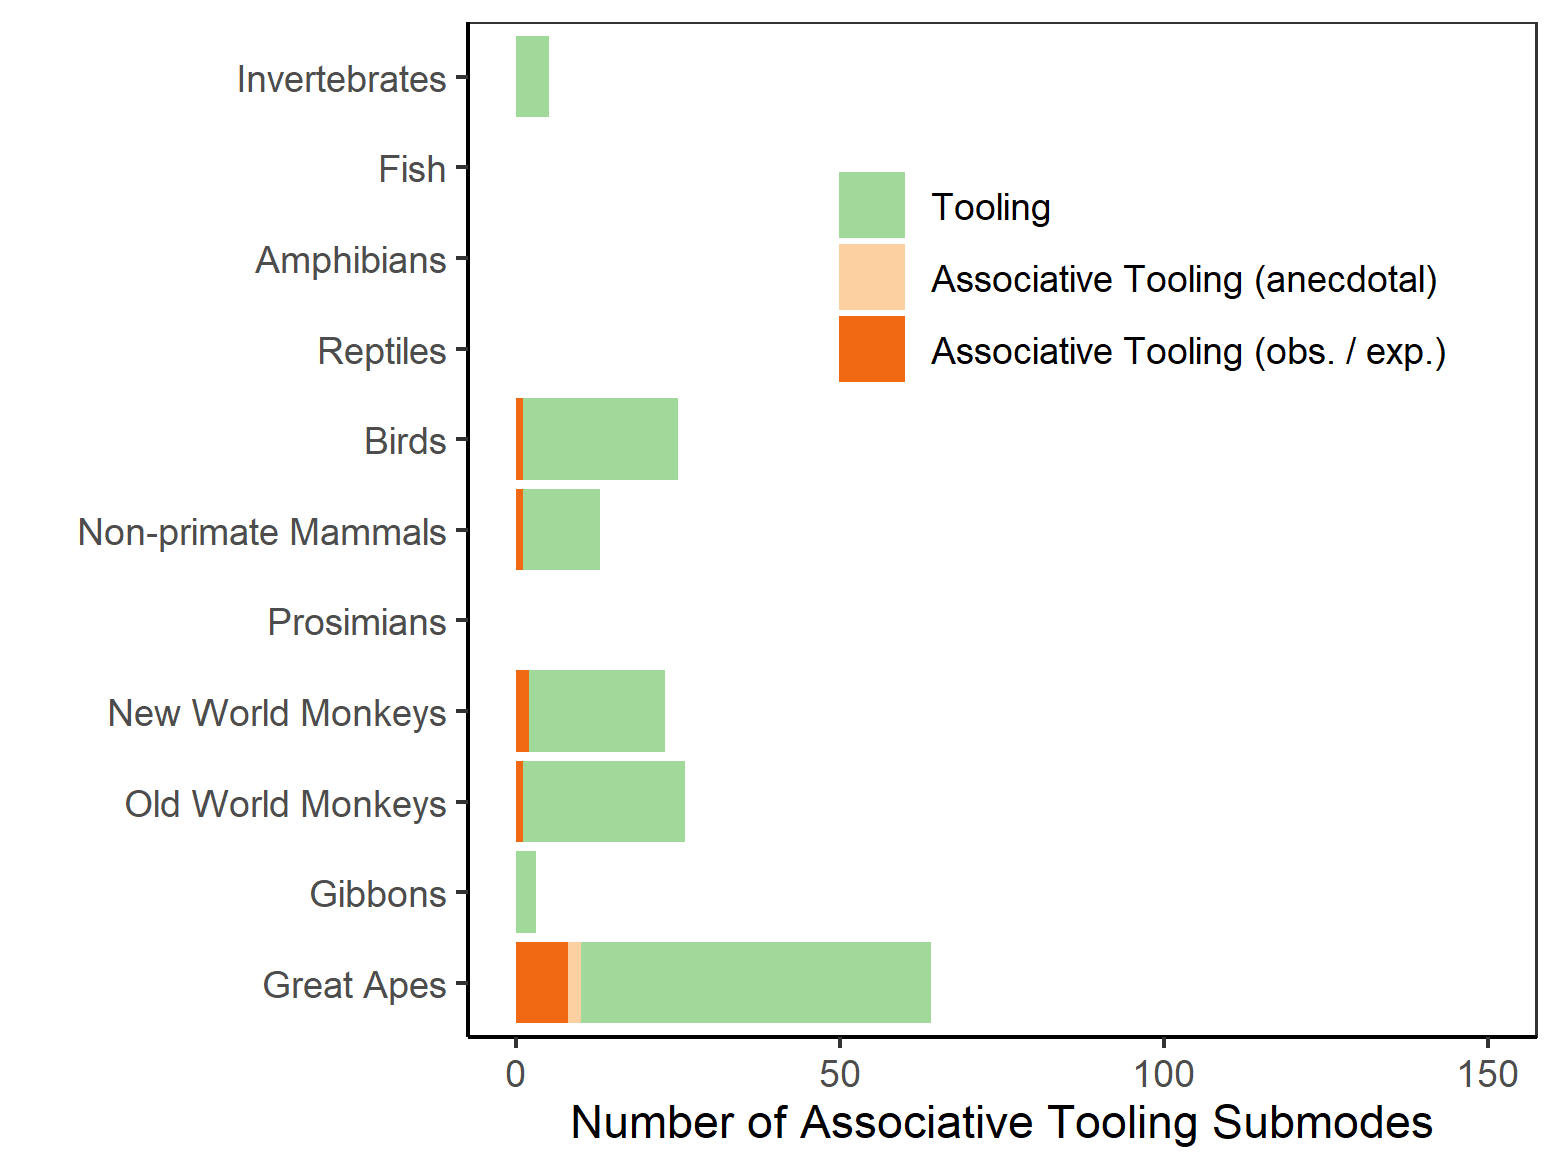 Invertebrates
Fish
Amphibians
Reptiles
Birds
Non-primate Mammals
Prosimians
New World Monkeys
Old World Monkeys
Gibbons
Great Apes
Tooling
Associative Tooling (anecdotal)
Associative Tooling (obs. / exp.)
0 50 100 150
Number of Associative Tooling Submodes